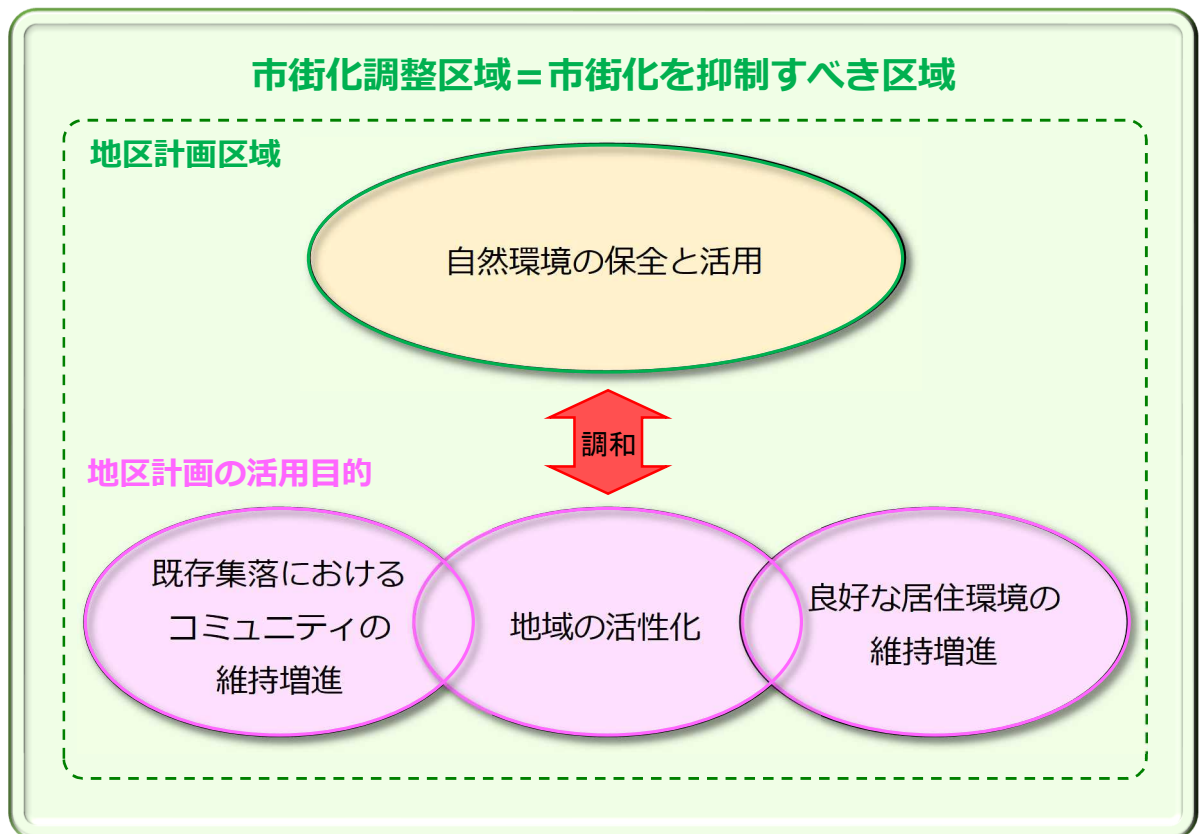 市街化調整区域=市街化を抑制すべき区域
地区計画区域
自然環境の保全と活用
調和
地区計画の活用目的
既存集落における
コミュニティの
維持増進
地域の活性化
良好な居住環境の
維持増進